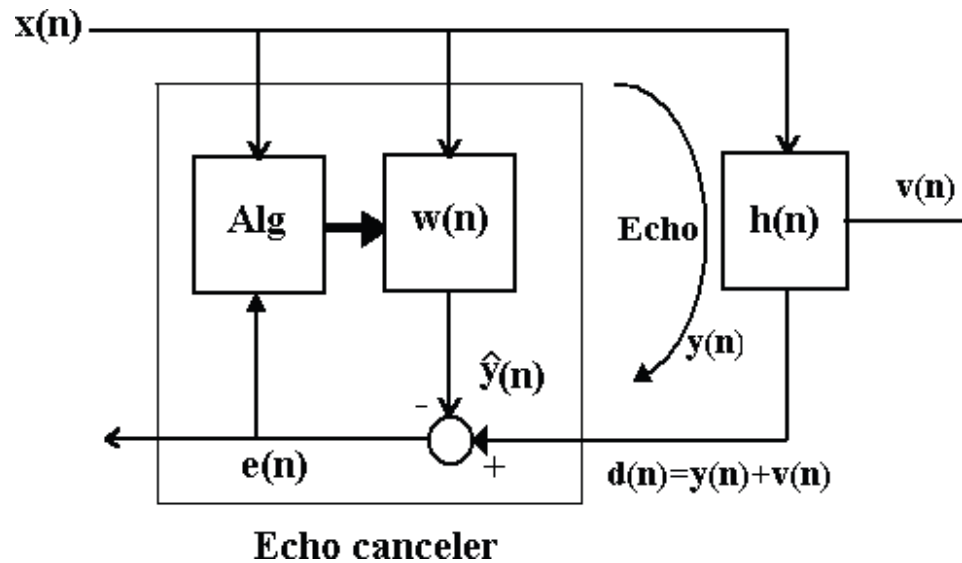 x(n)
Alg
w(n)
Echo
h(n)
v(n)
y(n)
ŷ(n)
-
+
e(n)
d(n)=y(n)+v(n)
Echo canceler